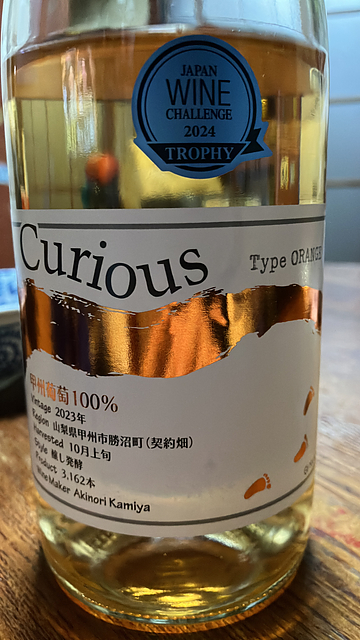 JAPAN
WINE
CHALLENGE
2024
TROPHY
Curious
Type ORANGE
甲州葡萄100%
Vintage 2023年
Region 山梨県甲州市勝沼町(契約畑)
Harvested 10月上旬
Style 醸し発酵
Product 3,162本
Wine Maker Akinori Kamiya